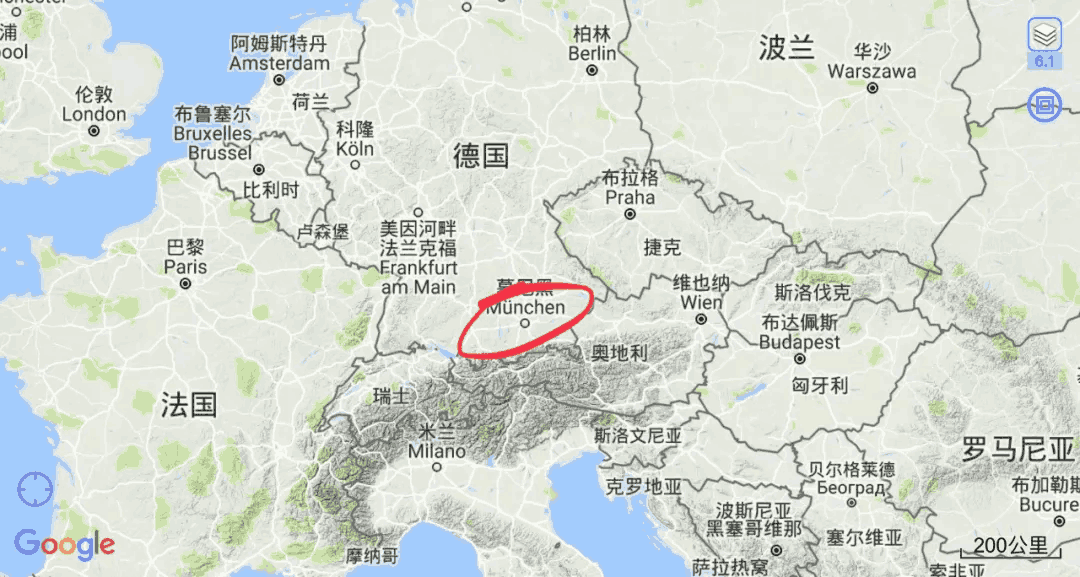 浦
ool
阿姆斯特丹
Amsterdam
柏林
Berlin
波兰
华沙
Warszawa
6.1
伦敦
London
荷兰
布鲁塞尔
Bruxelles
Brussel
科隆
Köln
德国
比利时
布拉格
Praha
卢森堡
美因河畔
法兰克福
Frankfurt
am Main
捷克
巴黎
Paris
慕尼黑
München
维也纳
Wien
斯洛伐克
布达佩斯
Budapest
奥地利
瑞士
匈牙利
法国
米兰
Milano
斯洛文尼亚
罗马尼亚
克罗地亚
贝尔格莱德
Београд
布加勒斯
Bucure
波斯尼亚
黑塞哥维那
塞尔维亚
Google
摩纳哥
萨拉热窝
200公里
索非亚